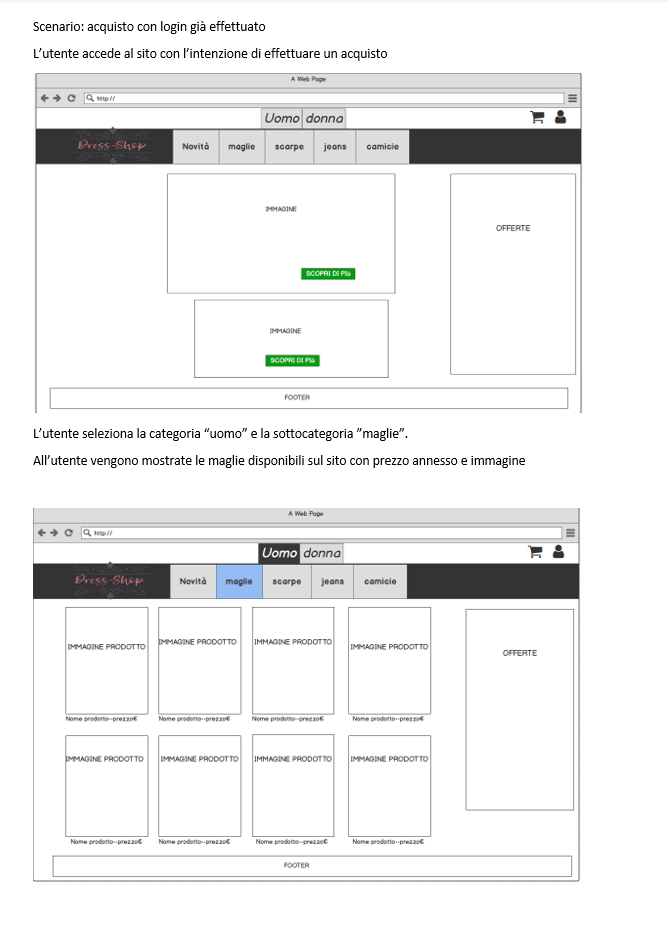 Scenario: acquisto con login già effettuato
L’utente accede al sito con l’intenzione di effettuare un acquisto
A Web Page
http://
Uomo donna
Dress-Shop Novità maglie scarpe jeans camicie
IMMAGINE
OFFERTE
SCOPRI DI Più
IMMAGINE
SCOPRI DI Più
FOOTER
L’utente seleziona la categoria “uomo” e la sottocategoria ”maglie”.
All’utente vengono mostrate le maglie disponibili sul sito con prezzo annesso e immagine
A Web Page
http://
Uomo donna
Dress-Shop Novità maglie scarpe jeans camicie
IMMAGINE PRODOTTO IMMAGINE PRODOTTO IMMAGINE PRODOTTO IMMAGINE PRODOTTO
OFFERTE
Nome prodotto--prezzo€ Nome prodotto--prezzo€ Nome prodotto--prezzo€ Nome prodotto--prezzo€
IMMAGINE PRODOTTO IMMAGINE PRODOTTO IMMAGINE PRODOTTO IMMAGINE PRODOTTO
Nome prodotto--prezzo€ Nome prodotto--prezzo€ Nome prodotto--prezzo€ Nome prodotto--prezzo€
FOOTER